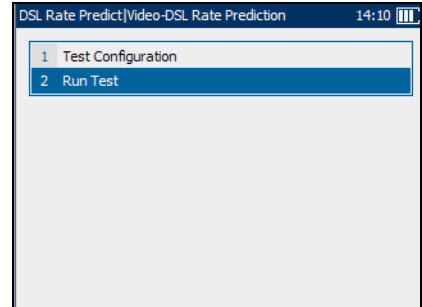 DSL Rate Predict|Video-DSL Rate Prediction 14:10
1 Test Configuration
2 Run Test